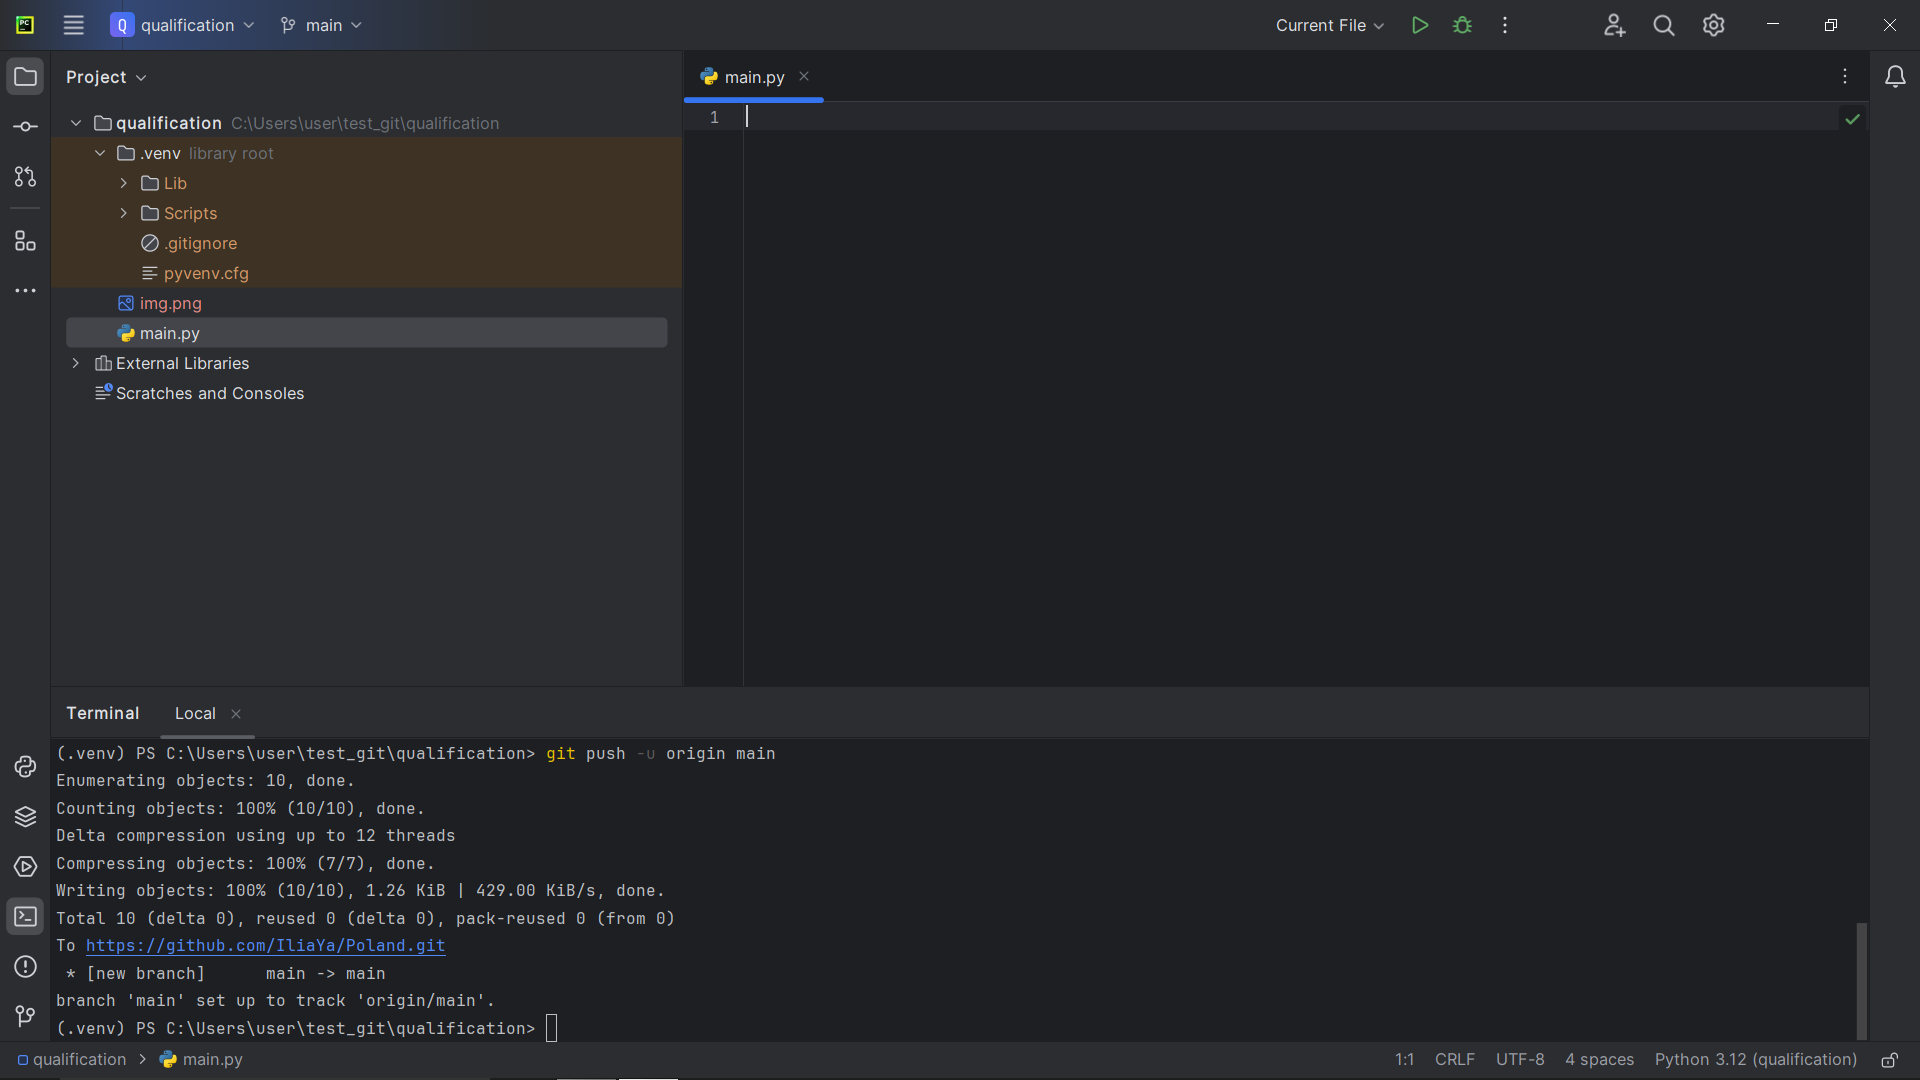 PC
Q qualification main Current File
Project
main.py
qualification C:\Users\user\test_git\qualification
1
.venv library root
Lib
Scripts
.gitignore
pyvenv.cfg
img.png
main.py
External Libraries
Scratches and Consoles
Terminal Local
(.venv) PS C:\Users\user\test_git\qualification> git push -u origin main
Enumerating objects: 10, done.
Counting objects: 100% (10/10), done.
Delta compression using up to 12 threads
Compressing objects: 100% (7/7), done.
Writing objects: 100% (10/10), 1.26 KiB | 429.00 KiB/s, done.
Total 10 (delta 0), reused 0 (delta 0), pack-reused 0 (from 0)
To https://github.com/IliaYa/Poland.git
* [new branch] main -> main
branch 'main' set up to track 'origin/main'.
(.venv) PS C:\Users\user\test_git\qualification>
qualification > main.py 1:1 CRLF UTF-8 4 spaces Python 3.12 (qualification)